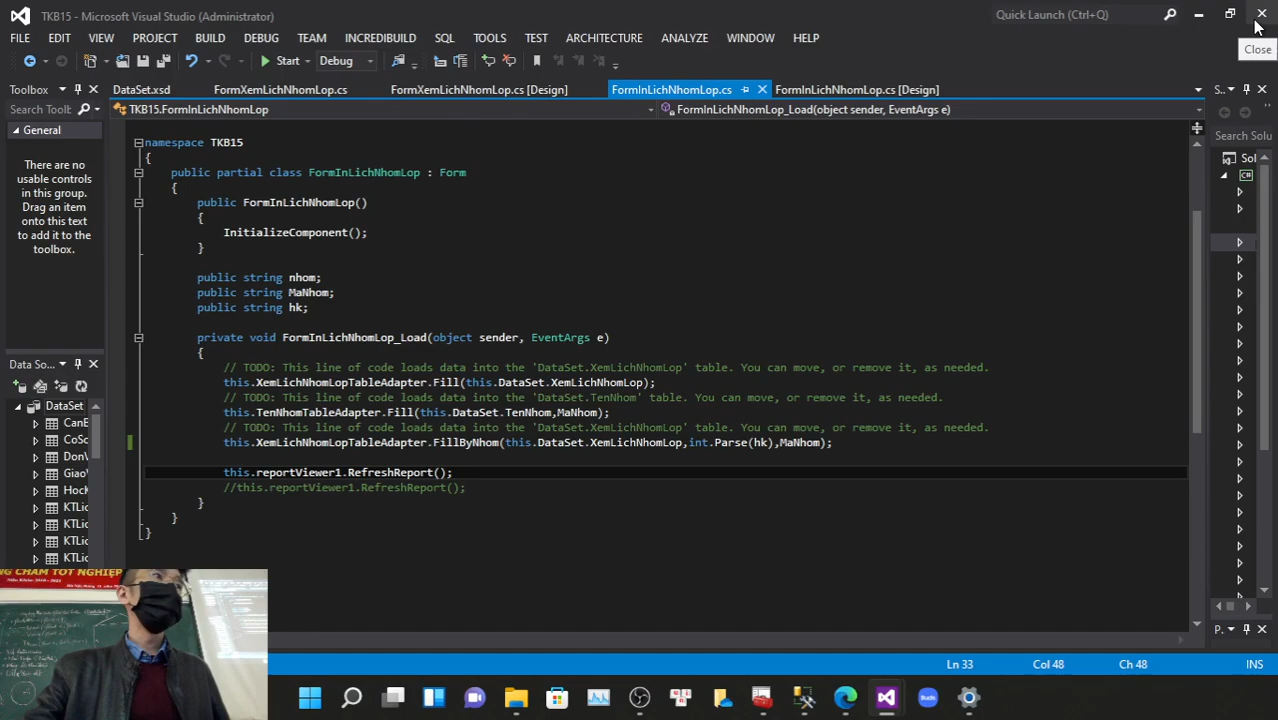 TKB15 - Microsoft Visual Studio (Administrator)
Quick Launch (Ctrl+Q)
FILE EDIT VIEW PROJECT BUILD DEBUG TEAM INCREDIBUILD SQL TOOLS TEST ARCHITECTURE ANALYZE WINDOW HELP
Close
Start Debug
Toolbox
DataSet.xsd FormXemLichNhomLop.cs FormXemLichNhomLop.cs [Design] FormInLichNhomLop.cs FormInLichNhomLop.cs [Design]
S..
Search Toolb
TKB15.FormInLichNhomLop
FormInLichNhomLop_Load(object sender, EventArgs e)
General
Search Solu
Sol
C#
There are no
usable controls
in this group.
Drag an item
onto this text
to add it to the
toolbox.
namespace TKB15
{
public partial class FormInLichNhomLop : Form
{
public FormInLichNhomLop()
{
InitializeComponent();
}
public string nhom;
public string MaNhom;
public string hk;
private void FormInLichNhomLop_Load(object sender, EventArgs e)
{
// TODO: This line of code loads data into the 'DataSet.XemLichNhomLop' table. You can move, or remove it, as needed.
this.XemLichNhomLopTableAdapter.Fill(this.DataSet.XemLichNhomLop);
// TODO: This line of code loads data into the 'DataSet.TenNhom' table. You can move, or remove it, as needed.
this.TenNhomTableAdapter.Fill(this.DataSet.TenNhom,MaNhom);
// TODO: This line of code loads data into the 'DataSet.XemLichNhomLop' table. You can move, or remove it, as needed.
this.XemLichNhomLopTableAdapter.FillByNhom(this.DataSet.XemLichNhomLop,int.Parse(hk),MaNhom);
this.reportViewer1.RefreshReport();
//this.reportViewer1.RefreshReport();
}
}
}
Data So...
DataSet
CanB
CoSo
DonV
GiaoV
HocK
KTLic
KTLic
KTLic
KTLic
P..
NG CHẤM TỐT NGHIỆP
Ln 33 Col 48 Ch 48 INS